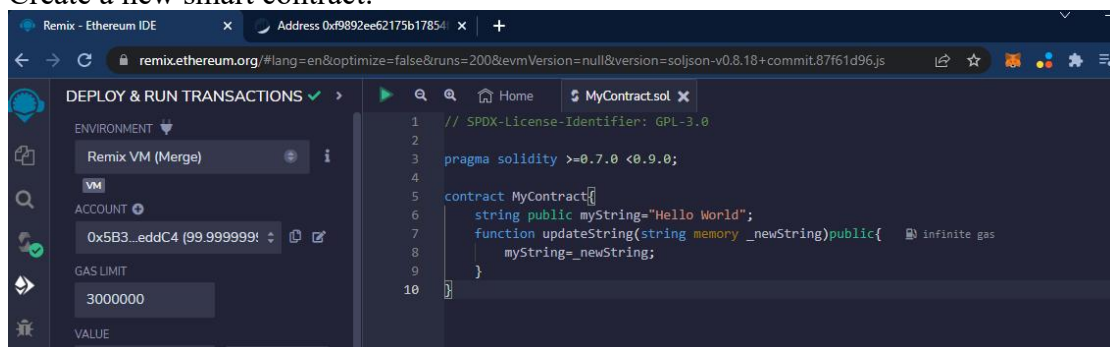 Create a new smart contract.
Remix - Ethereum IDE
Address 0xf9892ee62175b17854
remix.ethereum.org/#lang=en&optimize=false&runs=200&evmVersion=null&version=soljson-v0.8.18+commit.87f61d96.js
DEPLOY & RUN TRANSACTIONS
Home
MyContract.sol
ENVIRONMENT
Remix VM (Merge)
VM
ACCOUNT
0x5B3...eddC4 (99.9999999
GAS LIMIT
3000000
VALUE
1 // SPDX-License-Identifier: GPL-3.0
2
3 pragma solidity >=0.7.0 <0.9.0;
4
5 contract MyContract{
6 string public myString="Hello World";
7 function updateString(string memory _newString)public{ infinite gas
8 myString=_newString;
9 }
10 }